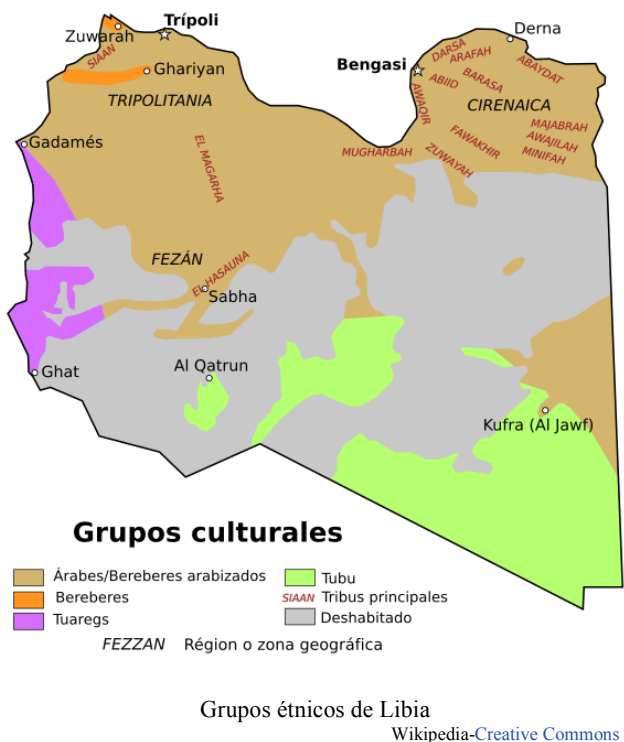 Trípoli
Zuwarah
SIAAN
Ghariyan
TRIPOLITANIA
Gadamés
EL MAGARHA
Derna
DARSA
ARAFAH
ABAYDAT
Bengasi
ABIID
BARASA
AWAQIR
CIRENAICA
MAJABRAH
AWAJILAH
MINIFAH
FAWAKHIR
MUGHARBAH
ZUWAYAH
FEZÁN
EL HASAUNA
Sabha
Ghat
Al Qatrun
Kufra (Al Jawf)
Grupos culturales
Árabes/Bereberes arabizados
Bereberes
Tuaregs
Tubu
SIAAN Tribus principales
Deshabitado
FEZZAN Région o zona geográfica
Grupos étnicos de Libia
Wikipedia-Creative Commons